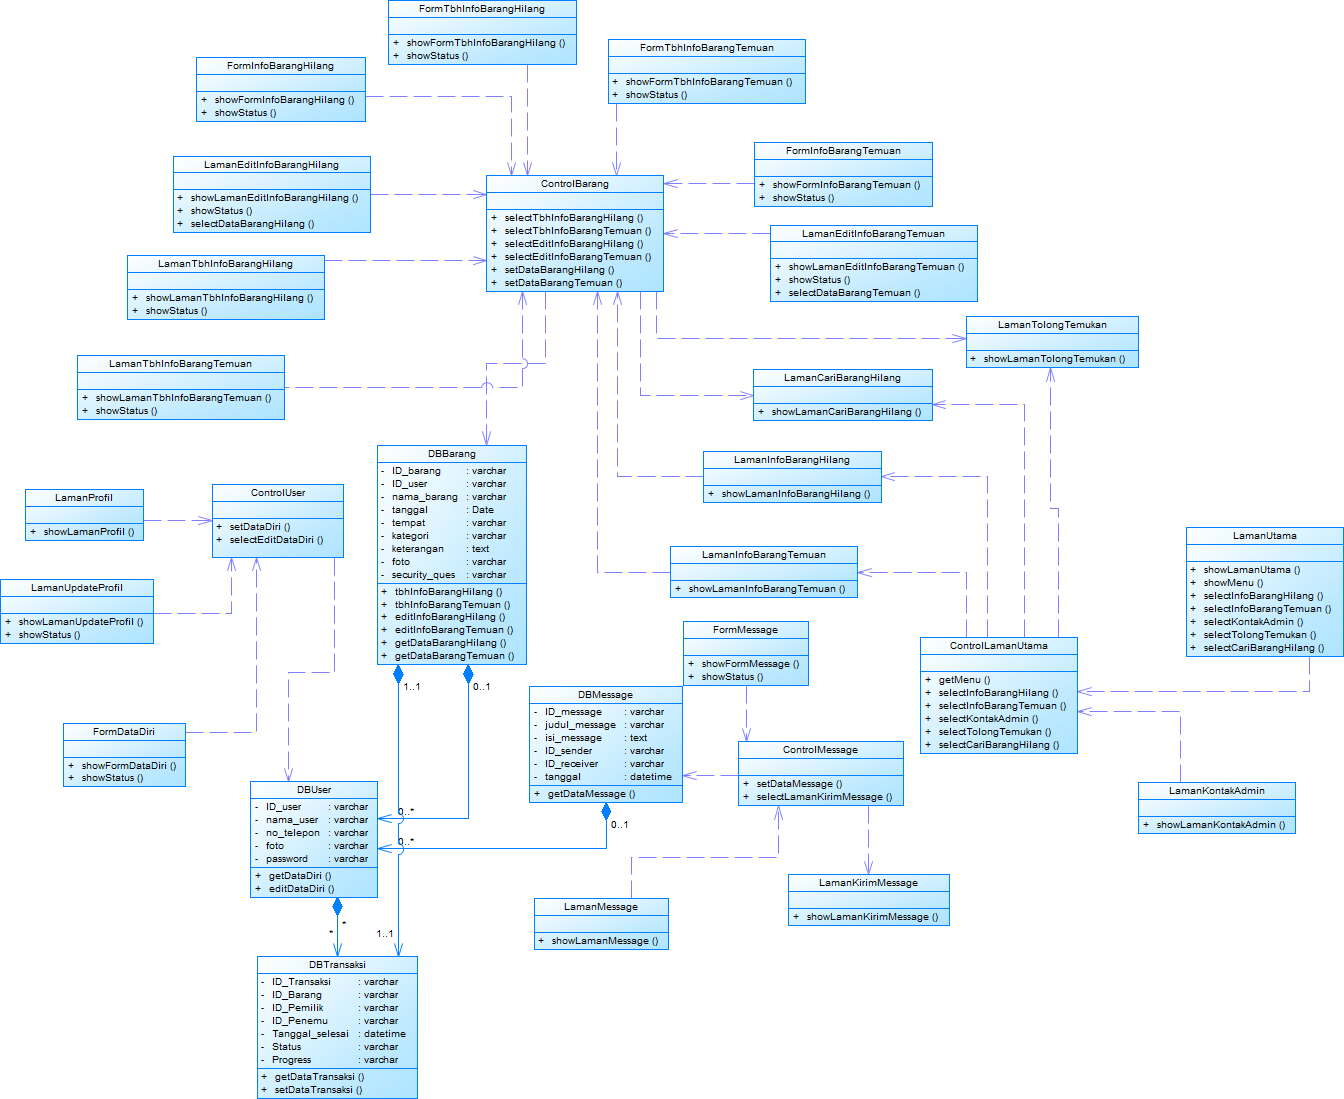 FormTbhInfoBarangHilang
+ showFormTbhInfoBarangHilang ()
+ showStatus ()
FormTbhInfoBarangTemuan
+ showFormTbhInfoBarangTemuan ()
+ showStatus ()
FormInfoBarangHilang
+ showFormInfoBarangHilang ()
+ showStatus ()
FormInfoBarangTemuan
+ showFormInfoBarangTemuan ()
+ showStatus ()
LamanEditInfoBarangHilang
+ showLamanEditInfoBarangHilang ()
+ showStatus ()
+ selectDataBarangHilang ()
ControlBarang
+ selectTbhInfoBarangHilang ()
+ selectTbhInfoBarangTemuan ()
+ selectEditInfoBarangHilang ()
+ selectEditInfoBarangTemuan ()
+ setDataBarangHilang ()
+ setDataBarangTemuan ()
LamanEditInfoBarangTemuan
+ showLamanEditInfoBarangTemuan ()
+ showStatus ()
+ selectDataBarangTemuan ()
LamanTbhInfoBarangHilang
+ showLamanTbhInfoBarangHilang ()
+ showStatus ()
LamanTolongTemukan
+ showLamanTolongTemukan ()
LamanTbhInfoBarangTemuan
+ showLamanTbhInfoBarangTemuan ()
+ showStatus ()
LamanCariBarangHilang
+ showLamanCariBarangHilang ()
DBBarang
- ID_barang : varchar
- ID_user : varchar
- nama_barang : varchar
- tanggal : Date
- tempat : varchar
- kategori : varchar
- keterangan : text
- foto : varchar
- security_ques : varchar
+ tbhInfoBarangHilang ()
+ tbhInfoBarangTemuan ()
+ editInfoBarangHilang ()
+ editInfoBarangTemuan ()
+ getDataBarangHilang ()
+ getDataBarangTemuan ()
LamanInfoBarangHilang
+ showLamanInfoBarangHilang ()
LamanProfil
+ showLamanProfil ()
ControlUser
+ setDataDiri ()
+ selectEditDataDiri ()
LamanInfoBarangTemuan
+ showLamanInfoBarangTemuan ()
LamanUtama
+ showLamanUtama ()
+ showMenu ()
+ selectInfoBarangHilang ()
+ selectInfoBarangTemuan ()
+ selectKontakAdmin ()
+ selectTolongTemukan ()
+ selectCariBarangHilang ()
LamanUpdateProfil
+ showLamanUpdateProfil ()
+ showStatus ()
FormMessage
+ showFormMessage ()
+ showStatus ()
ControlLamanUtama
+ getMenu ()
+ selectInfoBarangHilang ()
+ selectInfoBarangTemuan ()
+ selectKontakAdmin ()
+ selectTolongTemukan ()
+ selectCariBarangHilang ()
1..1
0..1
DBMessage
- ID_message : varchar
- judul_message : varchar
- isi_message : text
- ID_sender : varchar
- ID_receiver : varchar
- tanggal : datetime
+ getDataMessage ()
FormDataDiri
+ showFormDataDiri ()
+ showStatus ()
ControlMessage
+ setDataMessage ()
+ selectLamanKirimMessage ()
DBUser
- ID_user : varchar
- nama_user : varchar
- no_telepon : varchar
- foto : varchar
- password : varchar
+ getDataDiri ()
+ editDataDiri ()
LamanKontakAdmin
+ showLamanKontakAdmin ()
0..*
0..1
0..*
LamanKirimMessage
+ showLamanKirimMessage ()
LamanMessage
+ showLamanMessage ()
*
*
1..1
DBTransaksi
- ID_Transaksi : varchar
- ID_Barang : varchar
- ID_Pemilik : varchar
- ID_Penemu : varchar
- Tanggal_selesai : datetime
- Status : varchar
- Progress : varchar
+ getDataTransaksi ()
+ setDataTransaksi ()